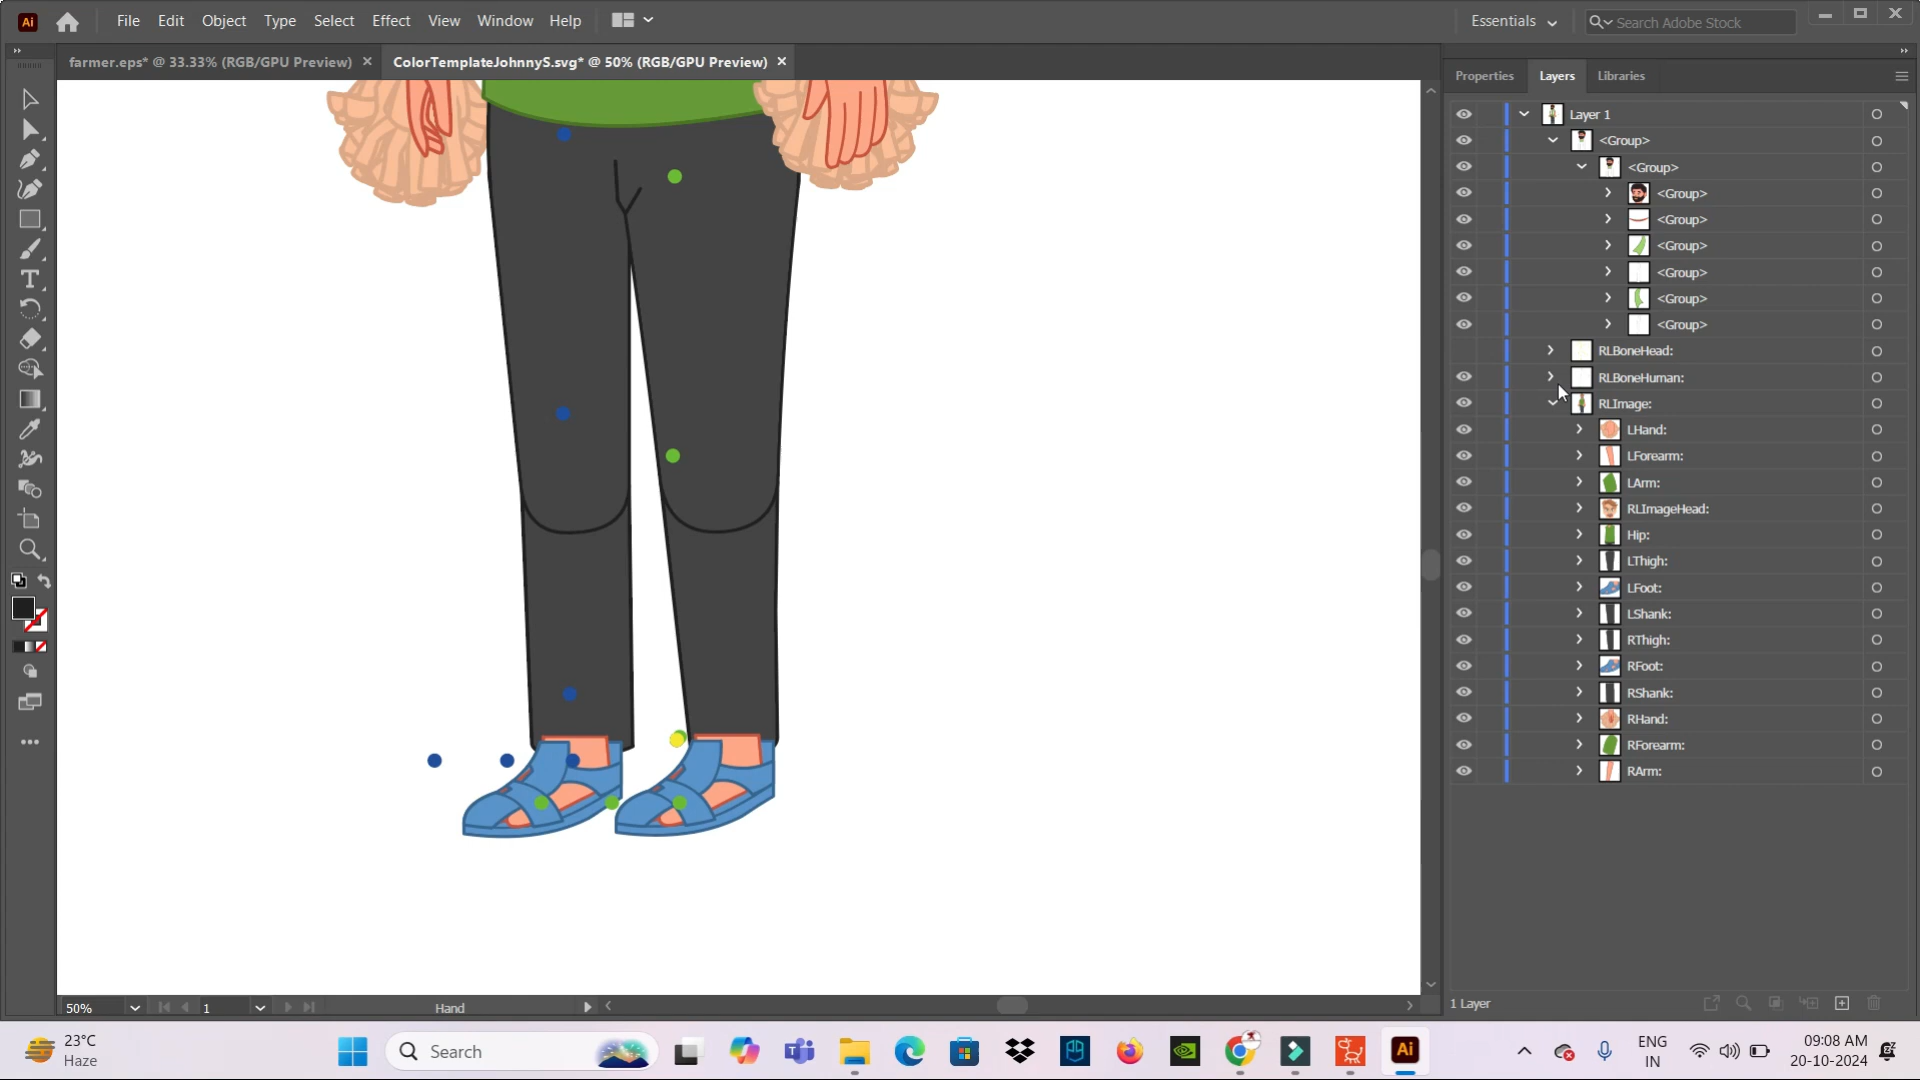 Ai File Edit Object Type Select Effect View Window Help Essentials Search Adobe Stock
farmer.eps* @ 33.33% (RGB/GPU Preview) × ColorTemplateJohnnyS.svg* @ 50% (RGB/GPU Preview) ×
Properties Layers Libraries
Layer 1
<Group>
<Group>
<Group>
<Group>
<Group>
<Group>
<Group>
<Group>
RLBoneHead:
RLBoneHuman:
RLImage:
LHand:
LForearm:
LArm:
RLImageHead:
Hip:
LThigh:
LFoot:
LShank:
RThigh:
RFoot:
RShank:
RHand:
RForearm:
RArm:
50% 1 Hand
1 Layer
23°C
Haze
Search
Ai
ENG
IN
09:08 AM
20-10-2024